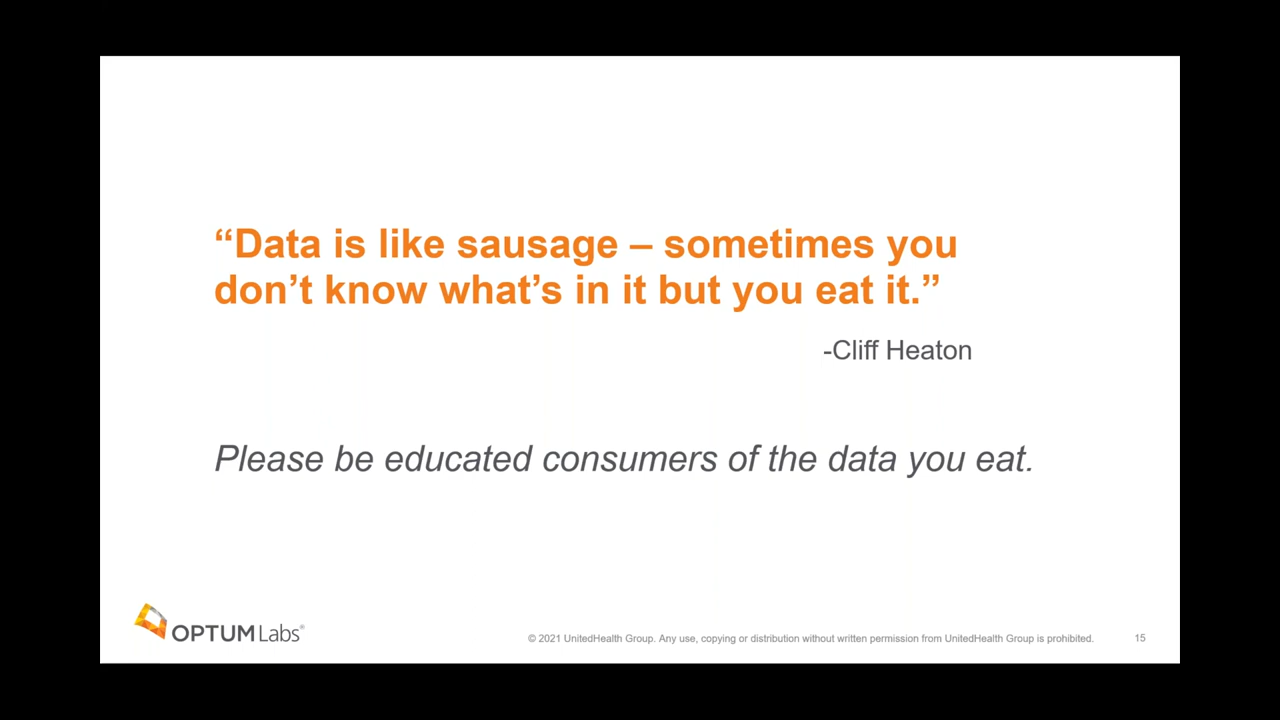 “Data is like sausage – sometimes you
don’t know what’s in it but you eat it.”
-Cliff Heaton
Please be educated consumers of the data you eat.
OPTUM Labs®
© 2021 UnitedHealth Group. Any use, copying or distribution without written permission from UnitedHealth Group is prohibited.
15